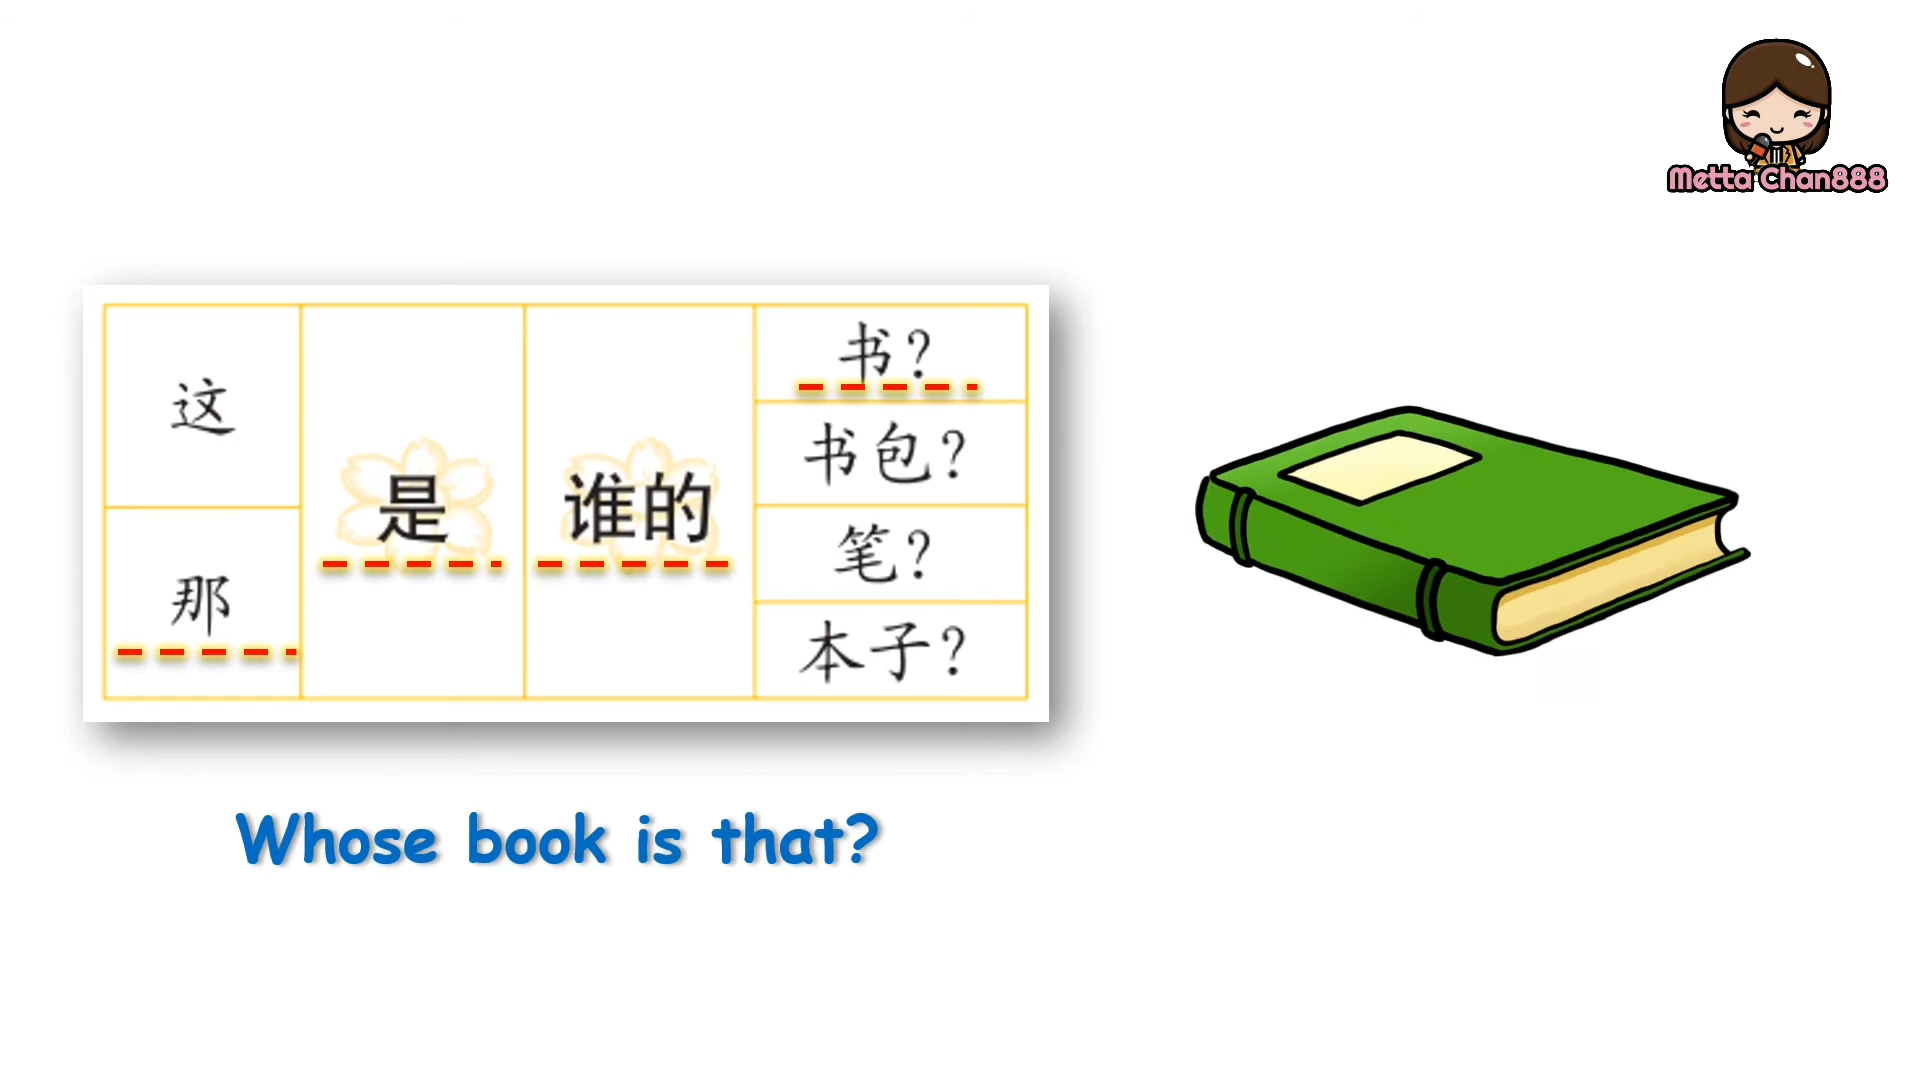 Metta Chan888
这
那
是
谁的
书?
书包?
笔?
本子?
Whose book is that?